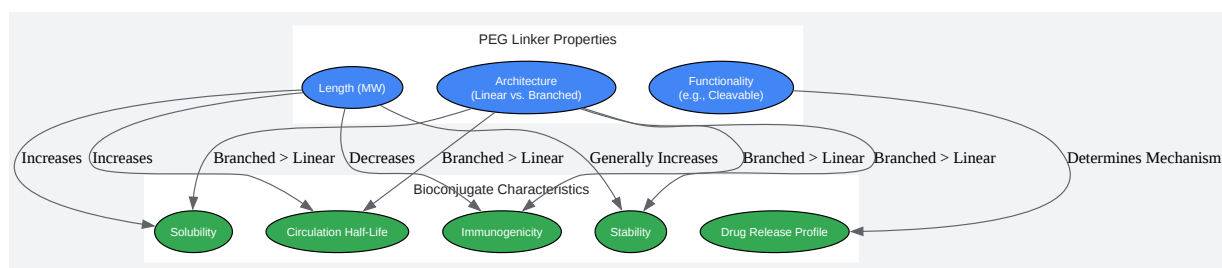 PEG Linker Properties
Length (MW)
Architecture
(Linear vs. Branched)
Functionality
(e.g., Cleavable)
Increases
Increases
Branched > Linear
Decreases
Branched > Linear
Generally Increases
Branched > Linear
Branched > Linear
Determines Mechanism
Bioconjugate Characteristics
Solubility
Circulation Half-Life
Immunogenicity
Stability
Drug Release Profile